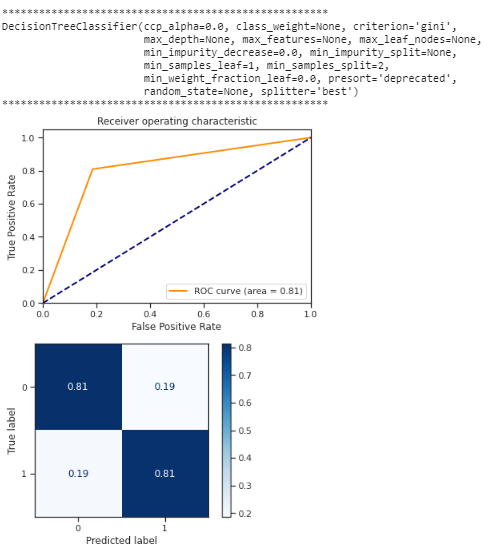 ****************************************************
DecisionTreeClassifier(ccp_alpha=0.0, class_weight=None, criterion='gini',
max_depth=None, max_features=None, max_leaf_nodes=None,
min_impurity_decrease=0.0, min_impurity_split=None,
min_samples_leaf=1, min_samples_split=2,
min_weight_fraction_leaf=0.0, presort='deprecated',
random_state=None, splitter='best')
****************************************************
Receiver operating characteristic
True Positive Rate
1.0
0.8
0.6
0.4
0.2
0.0
ROC curve (area = 0.81)
0.0 0.2 0.4 0.6 0.8 1.0
False Positive Rate
True label
0
1
0.81 0.19
0.19 0.81
0 1
Predicted label
0.8
0.7
0.6
0.5
0.4
0.3
0.2